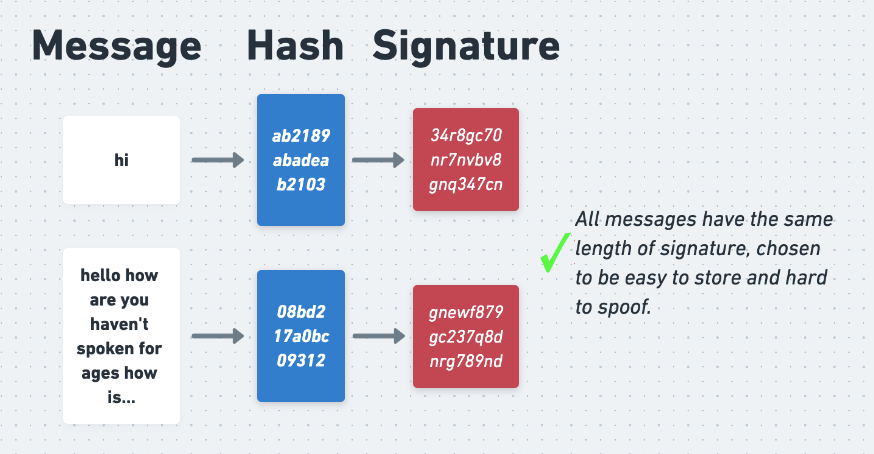 Message
Hash
Signature
hi
ab2189
abadea
b2103
34r8gc70
nr7nvbv8
gnq347cn
hello how
are you
haven't
spoken for
ages how
is...
08bd2
17a0bc
09312
gnewf879
gc237q8d
nrg789nd
All messages have the same
length of signature, chosen
to be easy to store and hard
to spoof.